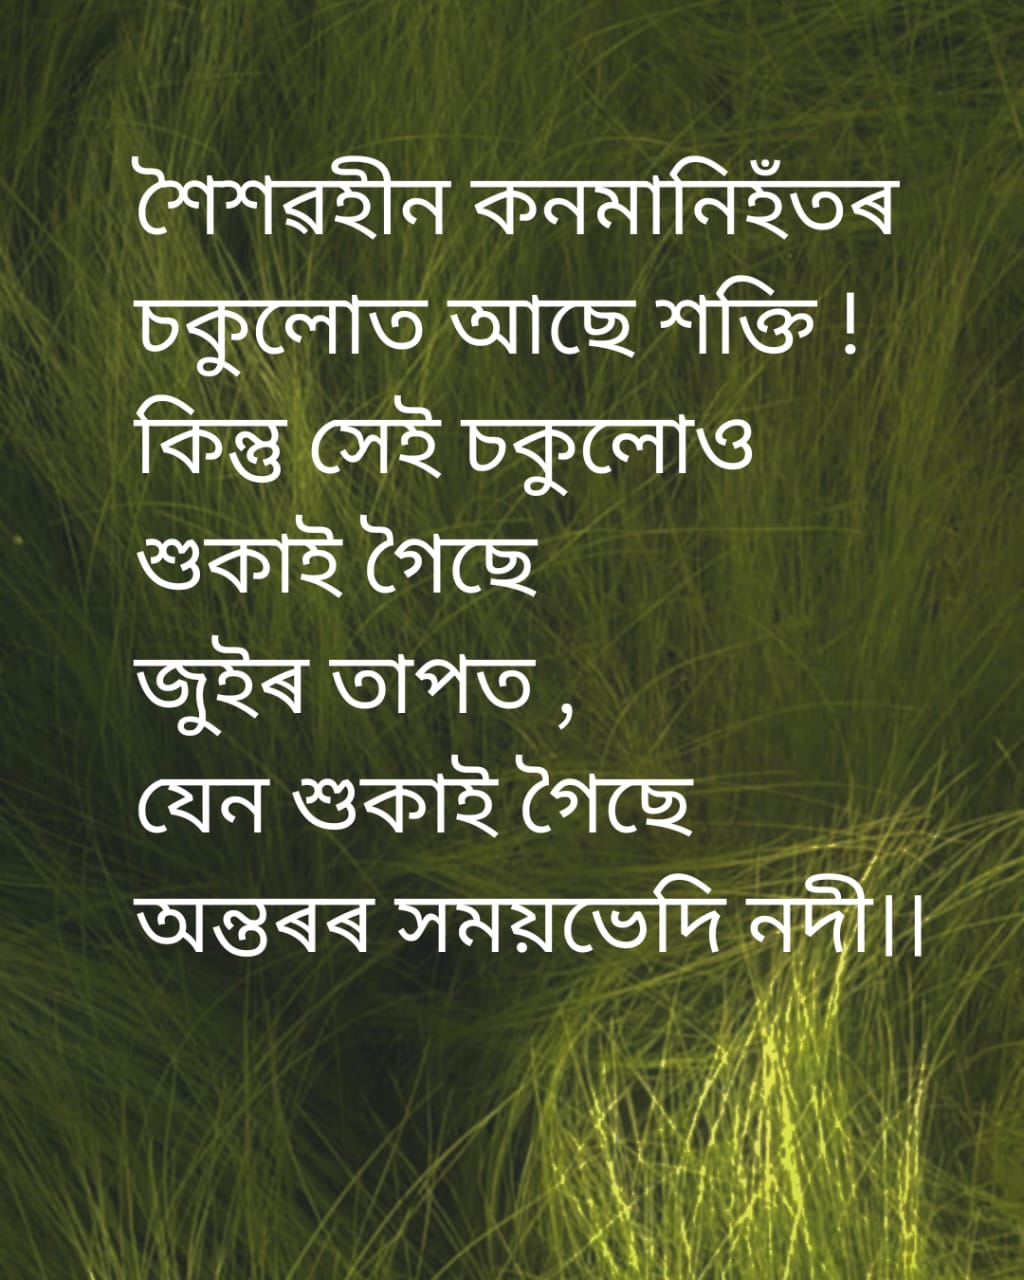 শৈশৱহীন কনমানিহঁতৰ
চকুলোত আছে শক্তি !
কিন্তু সেই চকুলোও
শুকাই গৈছে
জুইৰ তাপত ,
যেন শুকাই গৈছে
অন্তৰৰ সময়ভেদি নদী||